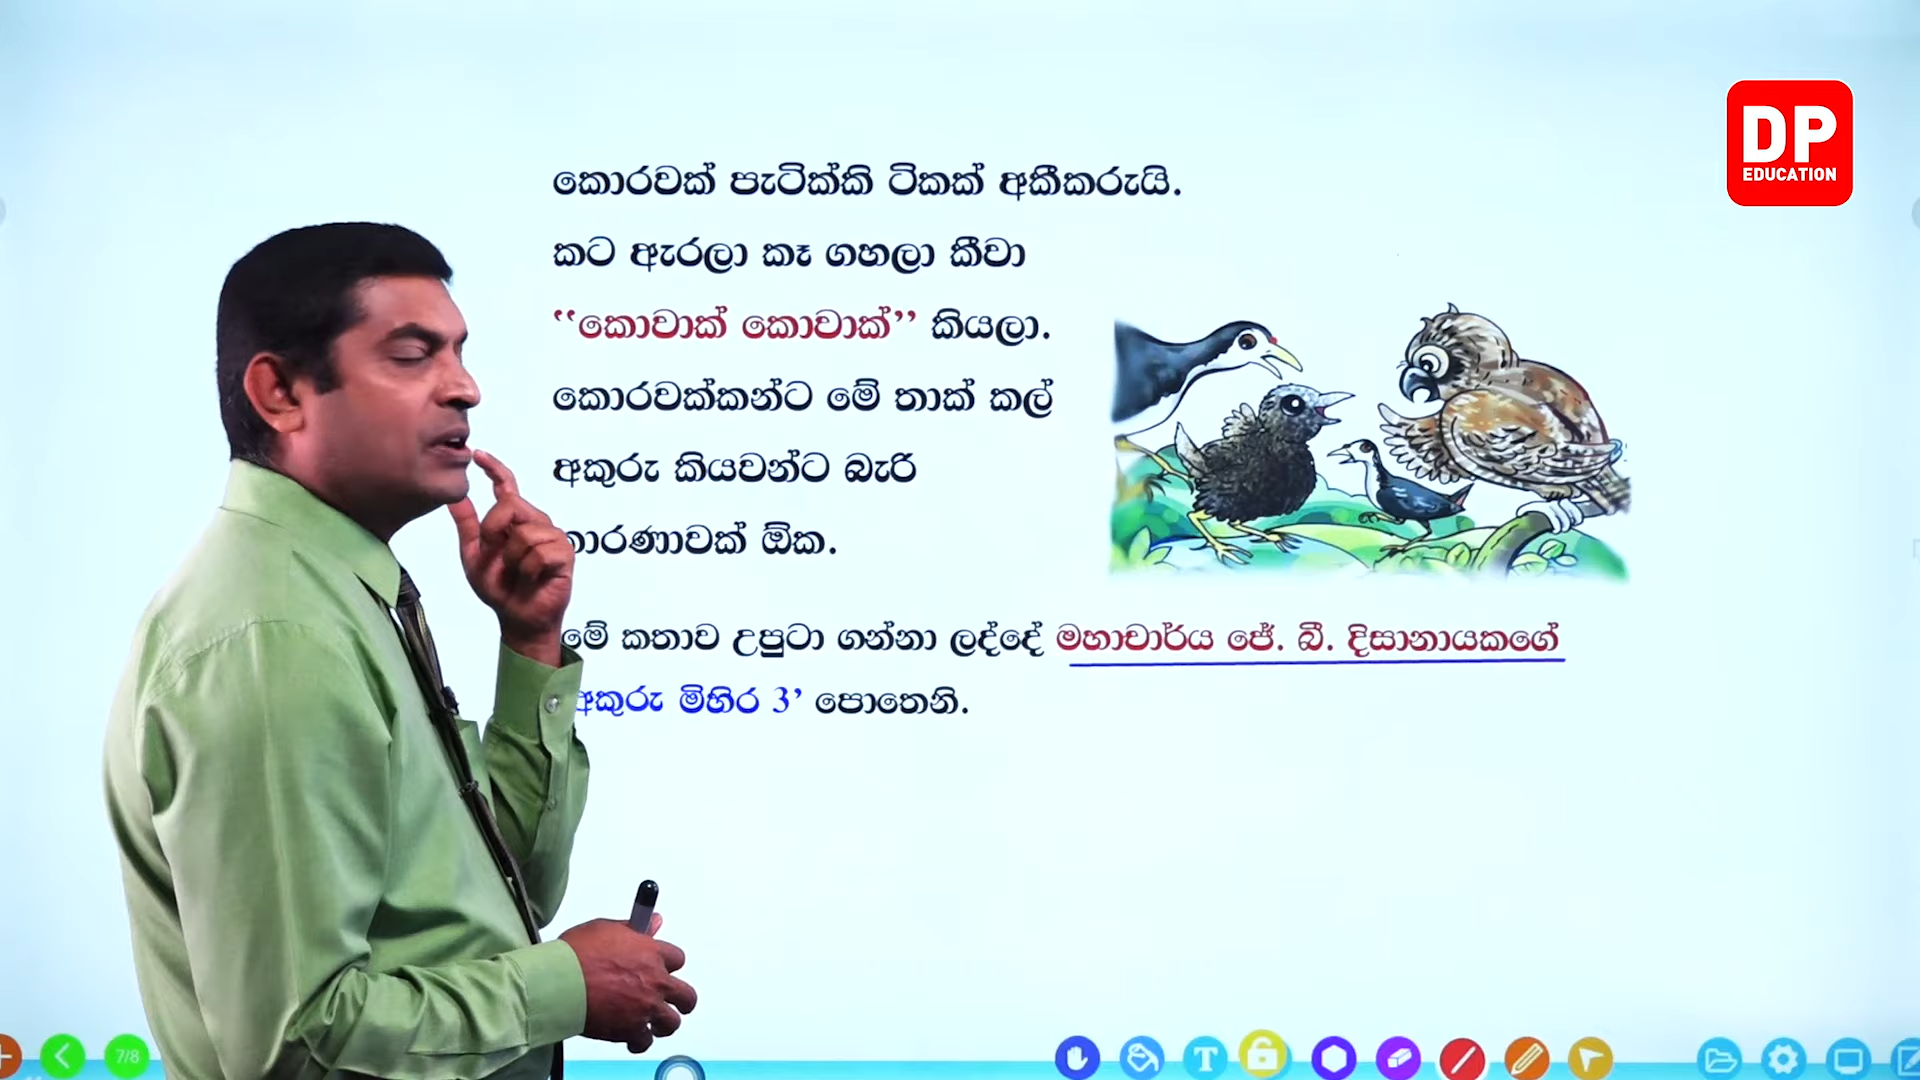 DP
EDUCATION
කොරවක් පැටික්කි ටිකක් අකීකරුයි.
කට ඇරලා කෑ ගහලා කීවා
“කොවාක් කොවාක්” කියලා.
කොරවක්කන්ට මේ තාක් කල්
අකුරු කියවන්ට බැරි
කාරණාවක් ඕක.
මේ කතාව උපුටා ගන්නා ලද්දේ මහාචාර්ය ජේ. බී. දිසානායකගේ
අකුරු මිහිර 3’ පොතෙනි.
7/8
T